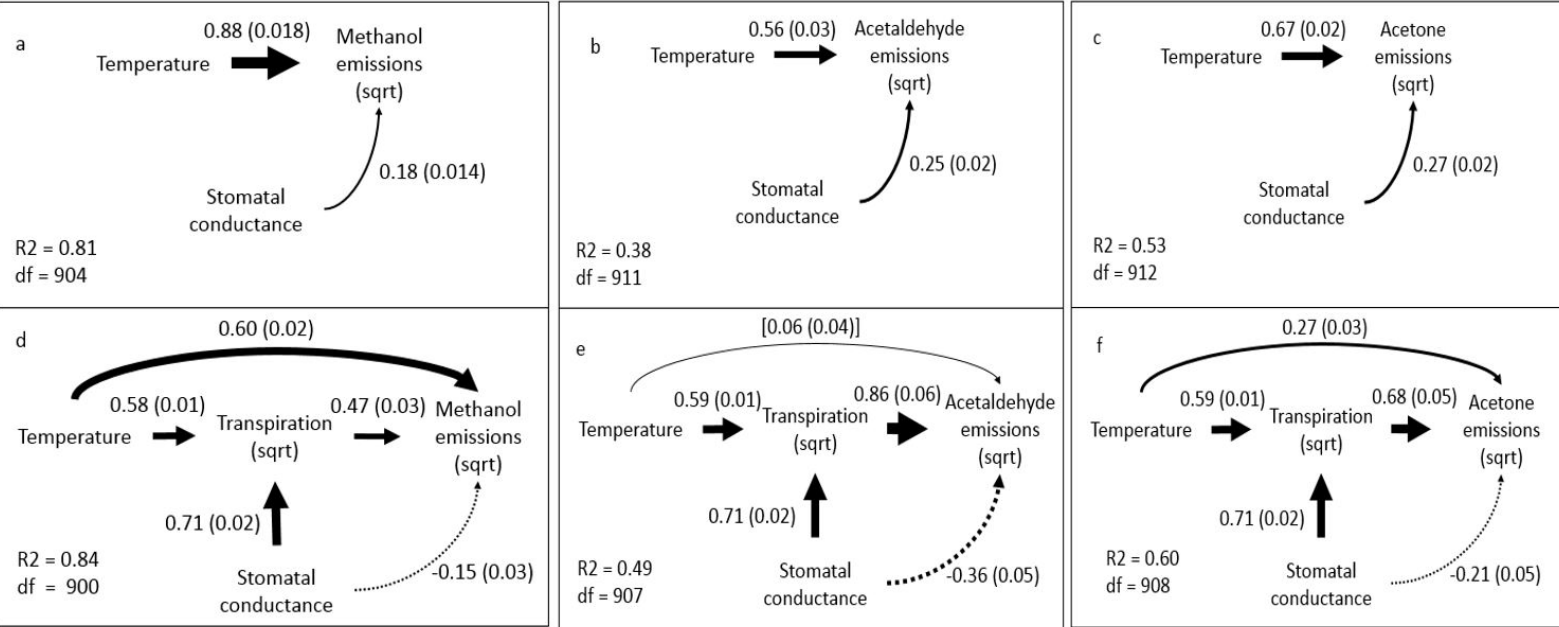 a
0.88 (0.018)
Temperature
Methanol
emissions
(sqrt)
0.18 (0.014)
Stomatal
conductance
R2 = 0.81
df = 904
b
0.56 (0.03)
Temperature
Acetaldehyde
emissions
(sqrt)
0.25 (0.02)
Stomatal
conductance
R2 = 0.38
df = 911
c
0.67 (0.02)
Temperature
Acetone
emissions
(sqrt)
0.27 (0.02)
Stomatal
conductance
R2 = 0.53
df = 912
d
0.60 (0.02)
0.58 (0.01)
0.47 (0.03)
Temperature
Transpiration
(sqrt)
Methanol
emissions
(sqrt)
0.71 (0.02)
-0.15 (0.03)
Stomatal
conductance
R2 = 0.84
df = 900
e
[0.06 (0.04)]
0.59 (0.01)
0.86 (0.06)
Temperature
Transpiration
(sqrt)
Acetaldehyde
emissions
(sqrt)
0.71 (0.02)
-0.36 (0.05)
Stomatal
conductance
R2 = 0.49
df = 907
f
0.27 (0.03)
0.59 (0.01)
0.68 (0.05)
Temperature
Transpiration
(sqrt)
Acetone
emissions
(sqrt)
0.71 (0.02)
-0.21 (0.05)
Stomatal
conductance
R2 = 0.60
df = 908